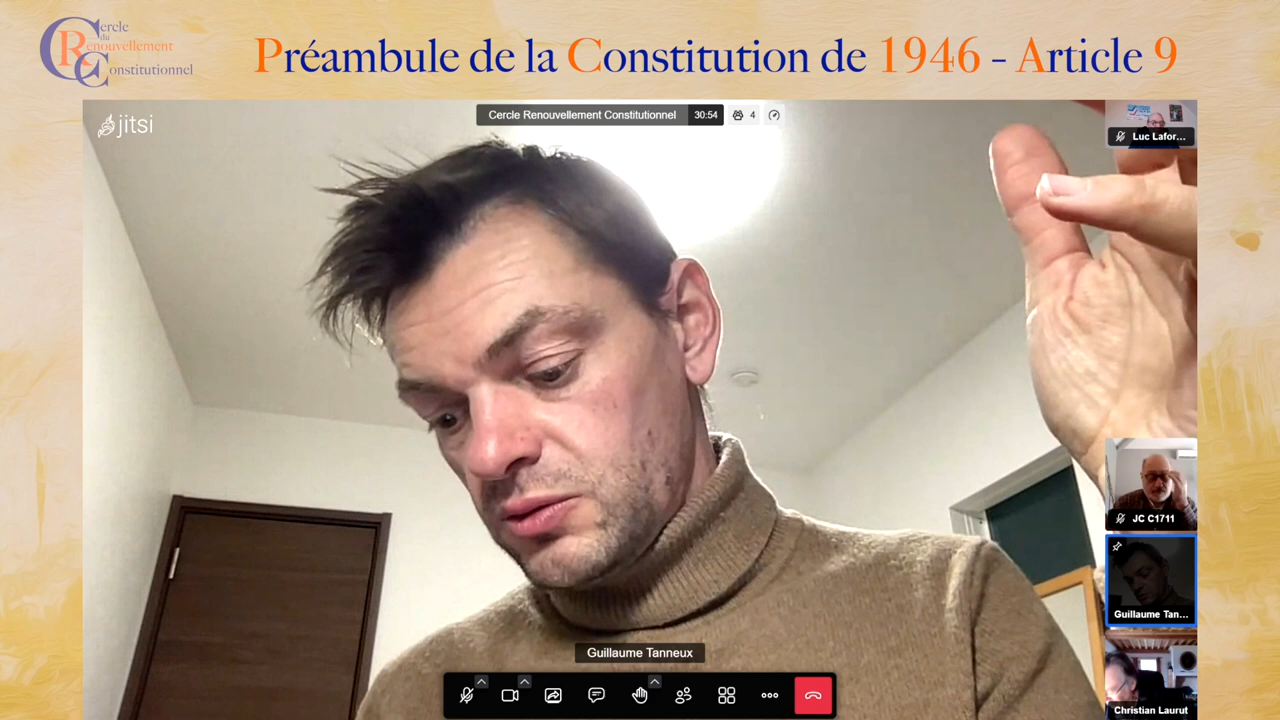 Cercle
du
Renouvellement
Constitutionnel
Préambule de la Constitution de 1946 - Article 9
jitsi
Cercle Renouvellement Constitutionnel 30:54 4
Luc Lafor...
JC C1711
Guillaume Tan...
Guillaume Tanneux
Christian Laurut